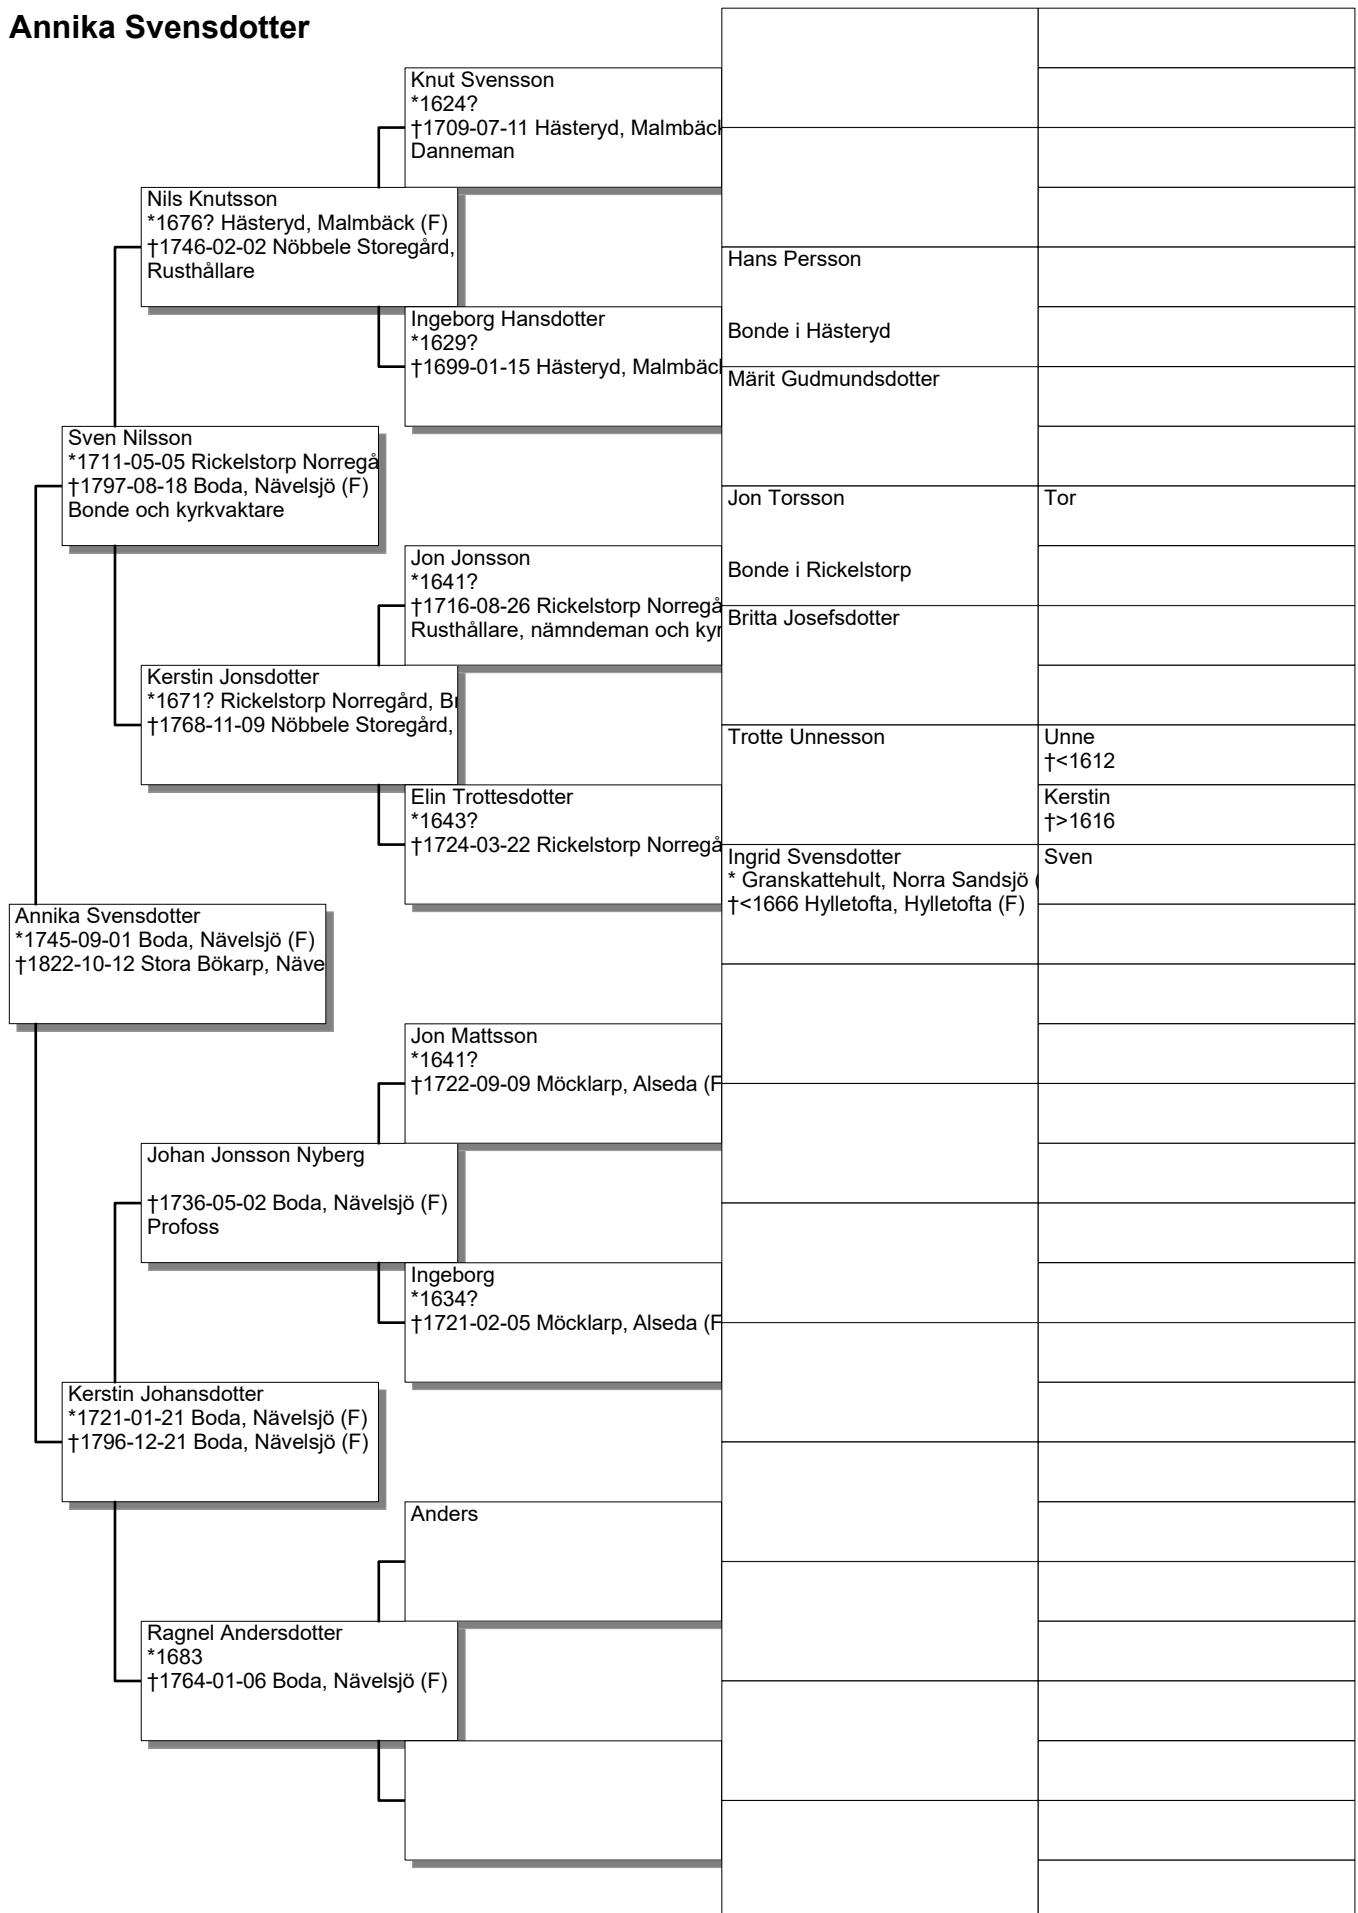 Annika Svensdotter
Knut Svensson
*1624?
†1709-07-11 Hästeryd, Malmbäck
Danneman
Nils Knutsson
*1676? Hästeryd, Malmbäck (F)
†1746-02-02 Nöbbele Storegård,
Rusthållare
Hans Persson
Bonde i Hästeryd
Ingeborg Hansdotter
*1629?
†1699-01-15 Hästeryd, Malmbäck
Märit Gudmundsdotter
Sven Nilsson
*1711-05-05 Rickelstorp Norregå
†1797-08-18 Boda, Nävelsjö (F)
Bonde och kyrkvaktare
Jon Torsson
Bonde i Rickelstorp
Tor
Jon Jonsson
*1641?
†1716-08-26 Rickelstorp Norregå
Rusthållare, nämndeman och kyr
Britta Josefsdotter
Kerstin Jonsdotter
*1671? Rickelstorp Norregård, Br
†1768-11-09 Nöbbele Storegård,
Trotte Unnesson
Unne
†<1612
Kerstin
†>1616
Elin Trottesdotter
*1643?
†1724-03-22 Rickelstorp Norregå
Ingrid Svensdotter
* Granskattehult, Norra Sandsjö (
†<1666 Hylletofta, Hylletofta (F)
Sven
Annika Svensdotter
*1745-09-01 Boda, Nävelsjö (F)
†1822-10-12 Stora Bökarp, Näve
Jon Mattsson
*1641?
†1722-09-09 Möcklarp, Alseda (F
Johan Jonsson Nyberg
†1736-05-02 Boda, Nävelsjö (F)
Profoss
Ingeborg
*1634?
†1721-02-05 Möcklarp, Alseda (F
Kerstin Johansdotter
*1721-01-21 Boda, Nävelsjö (F)
†1796-12-21 Boda, Nävelsjö (F)
Anders
Ragnel Andersdotter
*1683
†1764-01-06 Boda, Nävelsjö (F)